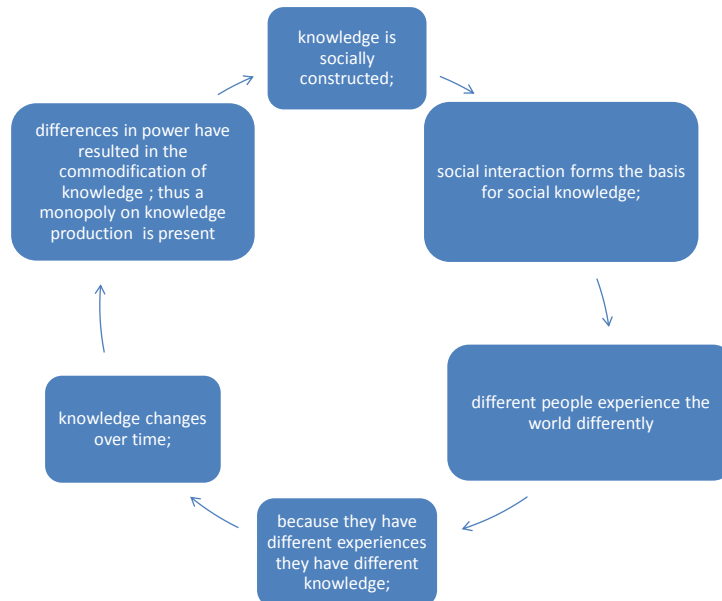 knowledge is
socially
constructed;
social interaction forms the basis
for social knowledge;
different people experience the
world differently
because they have
different experiences
they have different
knowledge;
knowledge changes
over time;
differences in power have
resulted in the
commodification of
knowledge ; thus a
monopoly on knowledge
production  is present